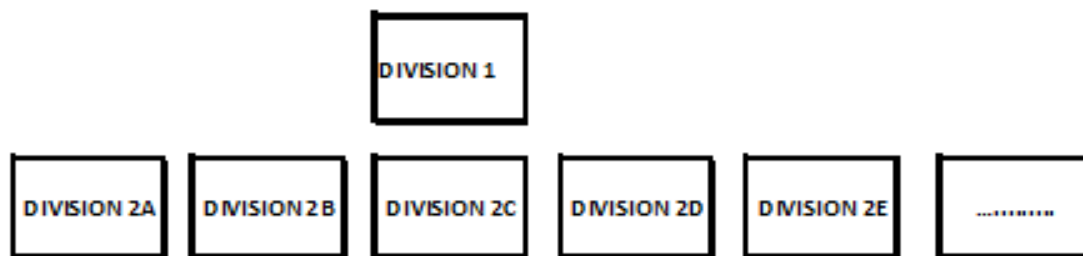 DIVISION 1
DIVISION 2A DIVISION 2B DIVISION 2C DIVISION 2D DIVISION 2E ...........